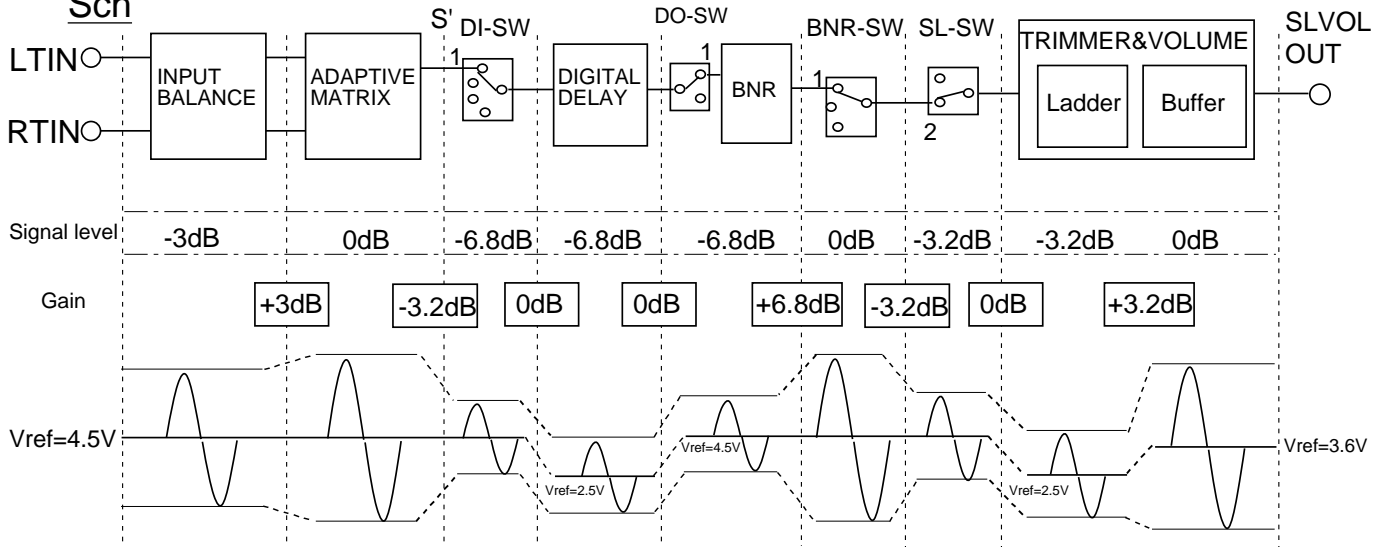 Sch
LTIN
RTIN
INPUT
BALANCE
ADAPTIVE
MATRIX
S'
DI-SW
1
DIGITAL
DELAY
DO-SW
1
BNR
BNR-SW
1
SL-SW
2
TRIMMER&VOLUME
Ladder
Buffer
SLVOL
OUT
Signal level
-3dB
0dB
-6.8dB
-6.8dB
-6.8dB
0dB
-3.2dB
-3.2dB
0dB
Gain
+3dB
-3.2dB
0dB
0dB
+6.8dB
-3.2dB
0dB
+3.2dB
Vref=4.5V
Vref=2.5V
Vref=4.5V
Vref=2.5V
Vref=3.6V